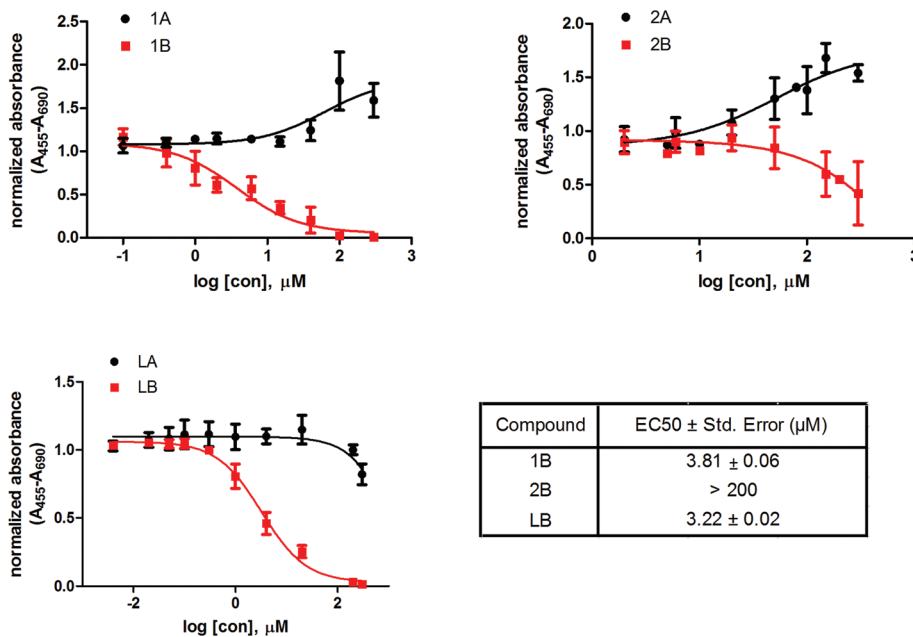 1A
1B
normalized absorbance
(A455-A690)
2.5
2.0
1.5
1.0
0.5
0.0
-1
0
1
2
3
log [con], μM
2A
2B
normalized absorbance
(A455-A690)
2.0
1.5
1.0
0.5
0.0
0
1
2
3
log [con], μM
LA
LB
normalized absorbance
(A455-A690)
1.5
1.0
0.5
0.0
-2
0
2
log [con], μM
Compound EC50 ± Std. Error (μM)
1B 3.81 ± 0.06
2B > 200
LB 3.22 ± 0.02